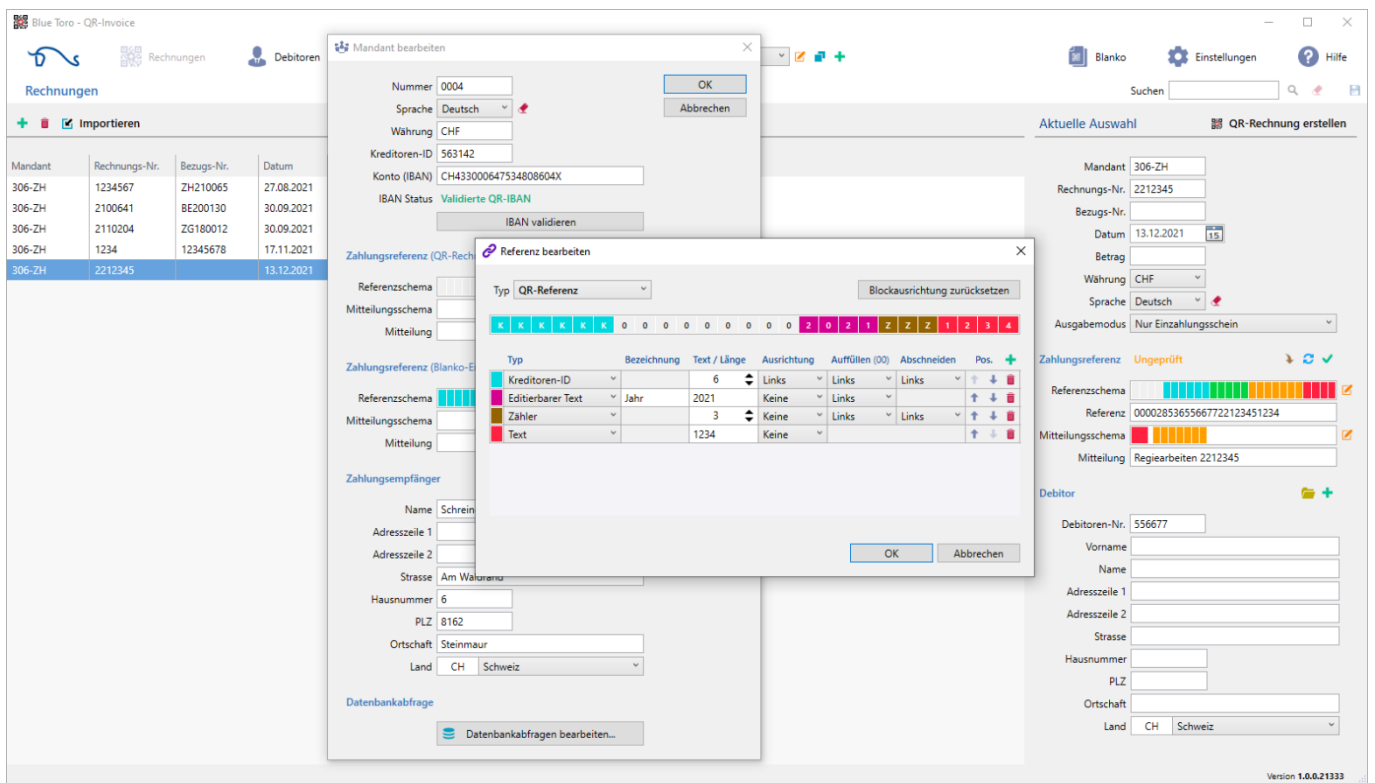 Blue Toro - QR-Invoice
Rechnungen
Debitoren
Blanko
Einstellungen
Hilfe
Rechnungen
Suchen
Importieren
Mandant Rechnungs-Nr. Bezugs-Nr. Datum
306-ZH 1234567 ZH210065 27.08.2021
306-ZH 2100641 BE200130 30.09.2021
306-ZH 2110204 ZG180012 30.09.2021
306-ZH 1234 12345678 17.11.2021
306-ZH 2212345 13.12.2021
Mandant bearbeiten
Nummer 0004
OK
Sprache Deutsch
Abbrechen
Währung CHF
Kreditoren-ID 563142
Konto (IBAN) CH433000647534808604X
IBAN Status Validierte QR-IBAN
IBAN validieren
Zahlungsreferenz (QR-Rech
Referenzschema
Mitteilungsschema
Mitteilung
Zahlungsreferenz (Blanko-E
Referenzschema
Mitteilungsschema
Mitteilung
Zahlungsempfänger
Name Schrein
Adresszeile 1
Adresszeile 2
Strasse Am Waldrand
Hausnummer 6
PLZ 8162
Ortschaft Steinmaur
Land CH Schweiz
Datenbankabfrage
Datenbankabfragen bearbeiten...
Referenz bearbeiten
Typ QR-Referenz
Blockausrichtung zurücksetzen
K K K K K K 0 0 0 0 0 0 0 0 0 0 2 0 2 1 Z Z Z 1 2 3 4
Typ Bezeichnung Text / Länge Ausrichtung Auffüllen (00) Abschneiden Pos.
Kreditoren-ID 6 Links Links Links
Editierbarer Text Jahr 2021 Keine Links
Zähler 3 Keine Links Links
Text 1234 Keine
OK Abbrechen
Aktuelle Auswahl
QR-Rechnung erstellen
Mandant 306-ZH
Rechnungs-Nr. 2212345
Bezugs-Nr.
Datum 13.12.2021 15
Betrag
Währung CHF
Sprache Deutsch
Ausgabemodus Nur Einzahlungsschein
Zahlungsreferenz Ungeprüft
Referenzschema
Referenz 000028536556677221234​51234
Mitteilungsschema
Mitteilung Regiearbeiten 2212345
Debitor
Debitoren-Nr. 556677
Vorname
Name
Adresszeile 1
Adresszeile 2
Strasse
Hausnummer
PLZ
Ortschaft
Land CH Schweiz
Version 1.0.0.21333